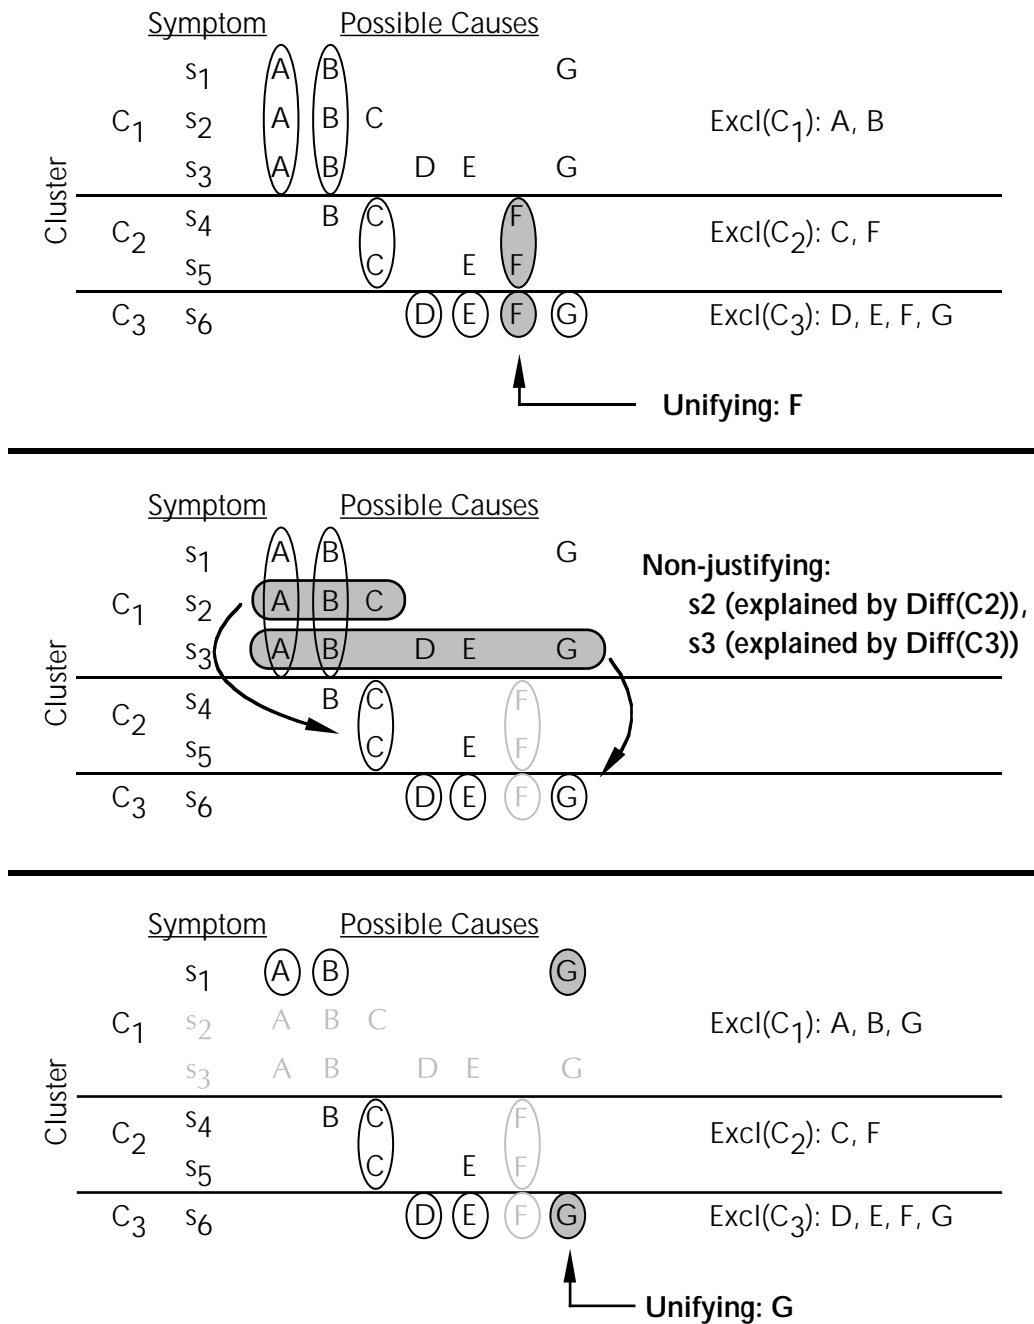 Symptom Possible Causes
s1 A B G
C1 s2 A B C Excl(C1): A, B
s3 A B D E G
Cluster
s4 B C F
C2 Excl(C2): C, F
s5 C E F
C3 s6 D E F G Excl(C3): D, E, F, G
Unifying: F
Symptom Possible Causes
s1 A B G
Non-justifying:
C1 s2 A B C s2 (explained by Diff(C2)),
s3 A B D E G s3 (explained by Diff(C3))
Cluster
s4 B C F
C2
s5 C E F
C3 s6 D E F G
Symptom Possible Causes
s1 A B G
C1 s2 A B C Excl(C1): A, B, G
s3 A B D E G
Cluster
s4 B C F
C2 Excl(C2): C, F
s5 C E F
C3 s6 D E F G Excl(C3): D, E, F, G
Unifying: G